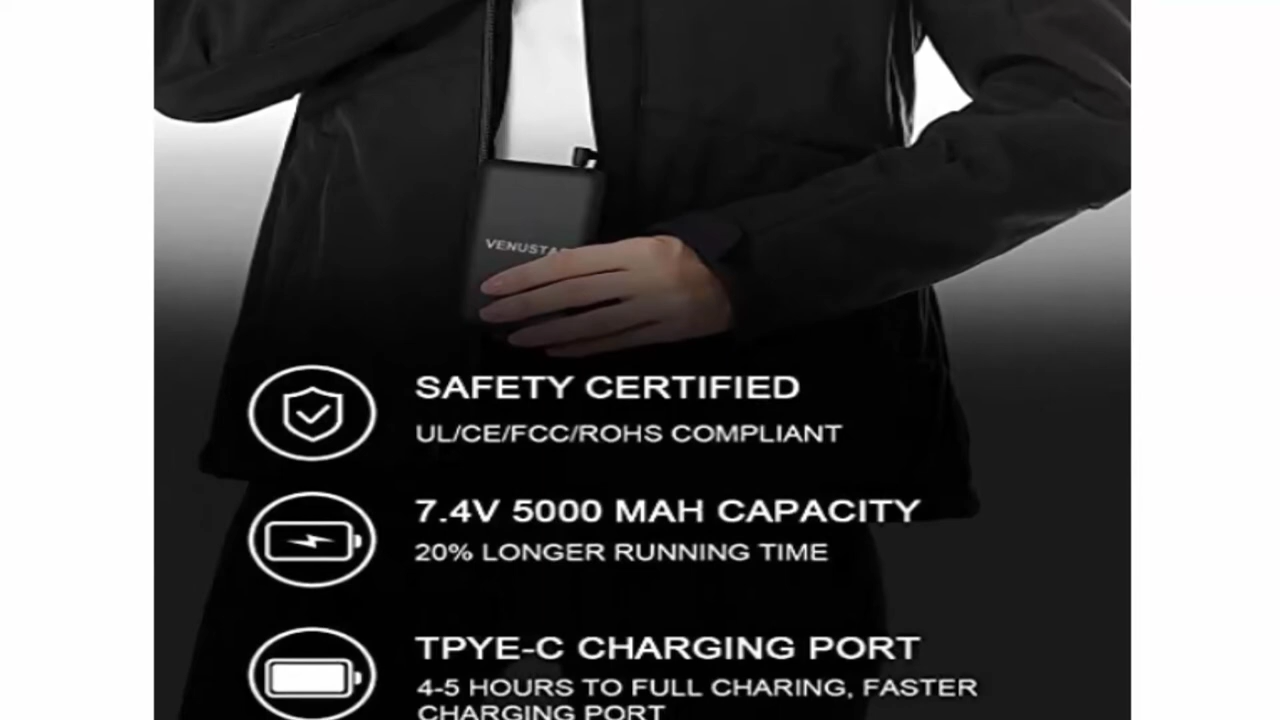 SAFETY CERTIFIED
UL/CE/FCC/ROHS COMPLIANT
7.4V 5000 MAH CAPACITY
20% LONGER RUNNING TIME
TPYE-C CHARGING PORT
4-5 HOURS TO FULL CHARING, FASTER
CHARGING PORT